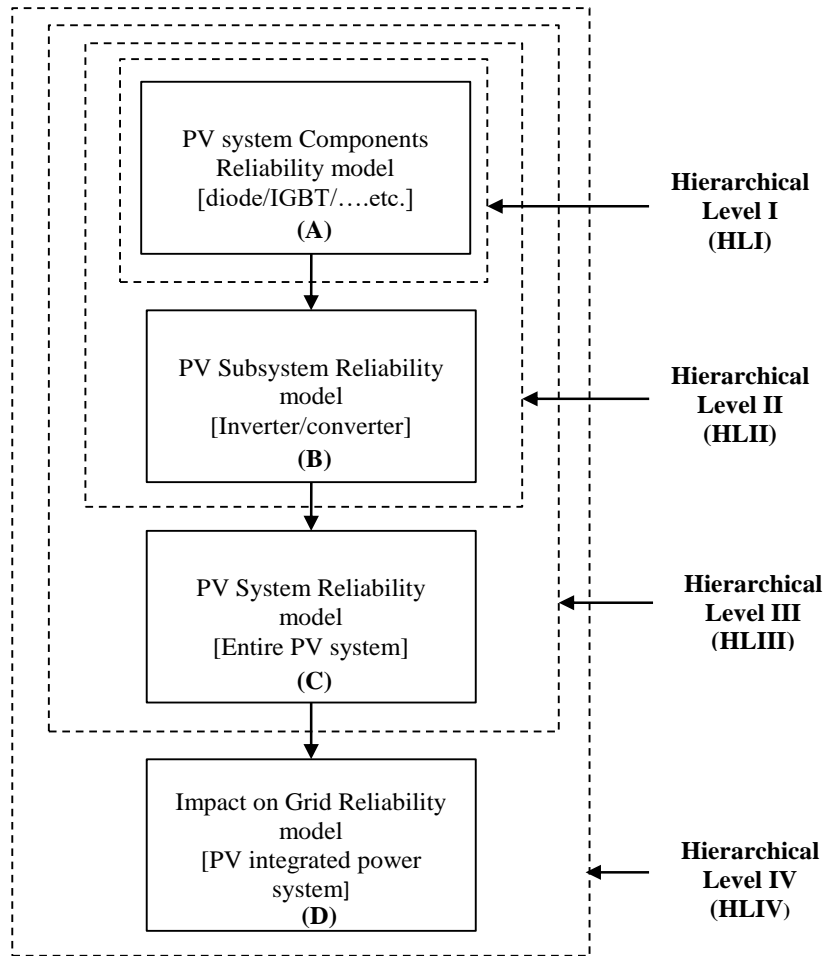 PV system Components
Reliability model
[diode/IGBT/….etc.]
(A)
Hierarchical
Level I
(HLI)
PV Subsystem Reliability
model
[Inverter/converter]
(B)
Hierarchical
Level II
(HLII)
PV System Reliability
model
[Entire PV system]
(C)
Hierarchical
Level III
(HLIII)
Impact on Grid Reliability
model
[PV integrated power
system]
(D)
Hierarchical
Level IV
(HLIV)